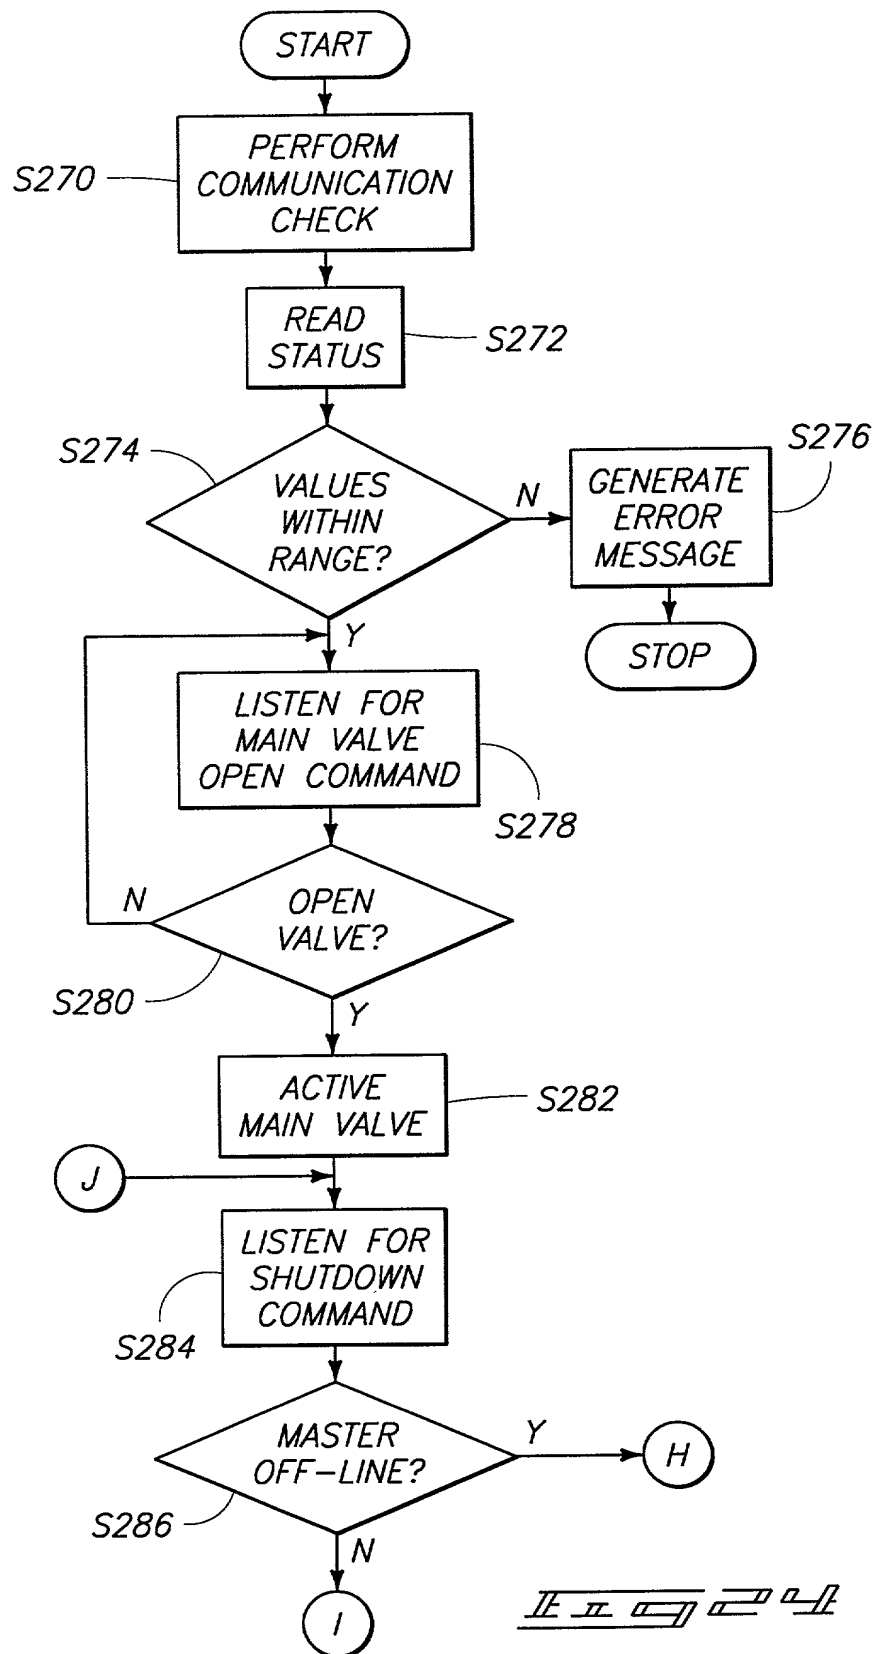 START
S270
PERFORM
COMMUNICATION
CHECK
READ
STATUS
S272
S274
VALUES
WITHIN
RANGE?
N
GENERATE
ERROR
MESSAGE
S276
Y
STOP
LISTEN FOR
MAIN VALVE
OPEN COMMAND
S278
N
OPEN
VALVE?
S280
Y
ACTIVE
MAIN VALVE
S282
J
LISTEN FOR
SHUTDOWN
COMMAND
S284
MASTER
OFF-LINE?
Y
H
S286
N
I
FIG 24